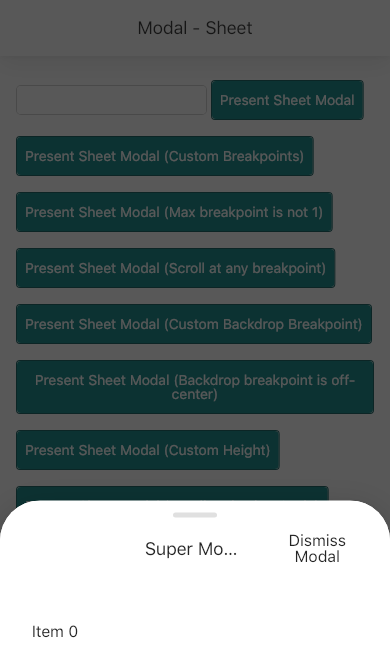 Modal - Sheet
Present Sheet Modal
Present Sheet Modal (Custom Breakpoints)
Present Sheet Modal (Max breakpoint is not 1)
Present Sheet Modal (Scroll at any breakpoint)
Present Sheet Modal (Custom Backdrop Breakpoint)
Present Sheet Modal (Backdrop breakpoint is off-
center)
Present Sheet Modal (Custom Height)
Super Mo...
Dismiss
Modal
Item 0